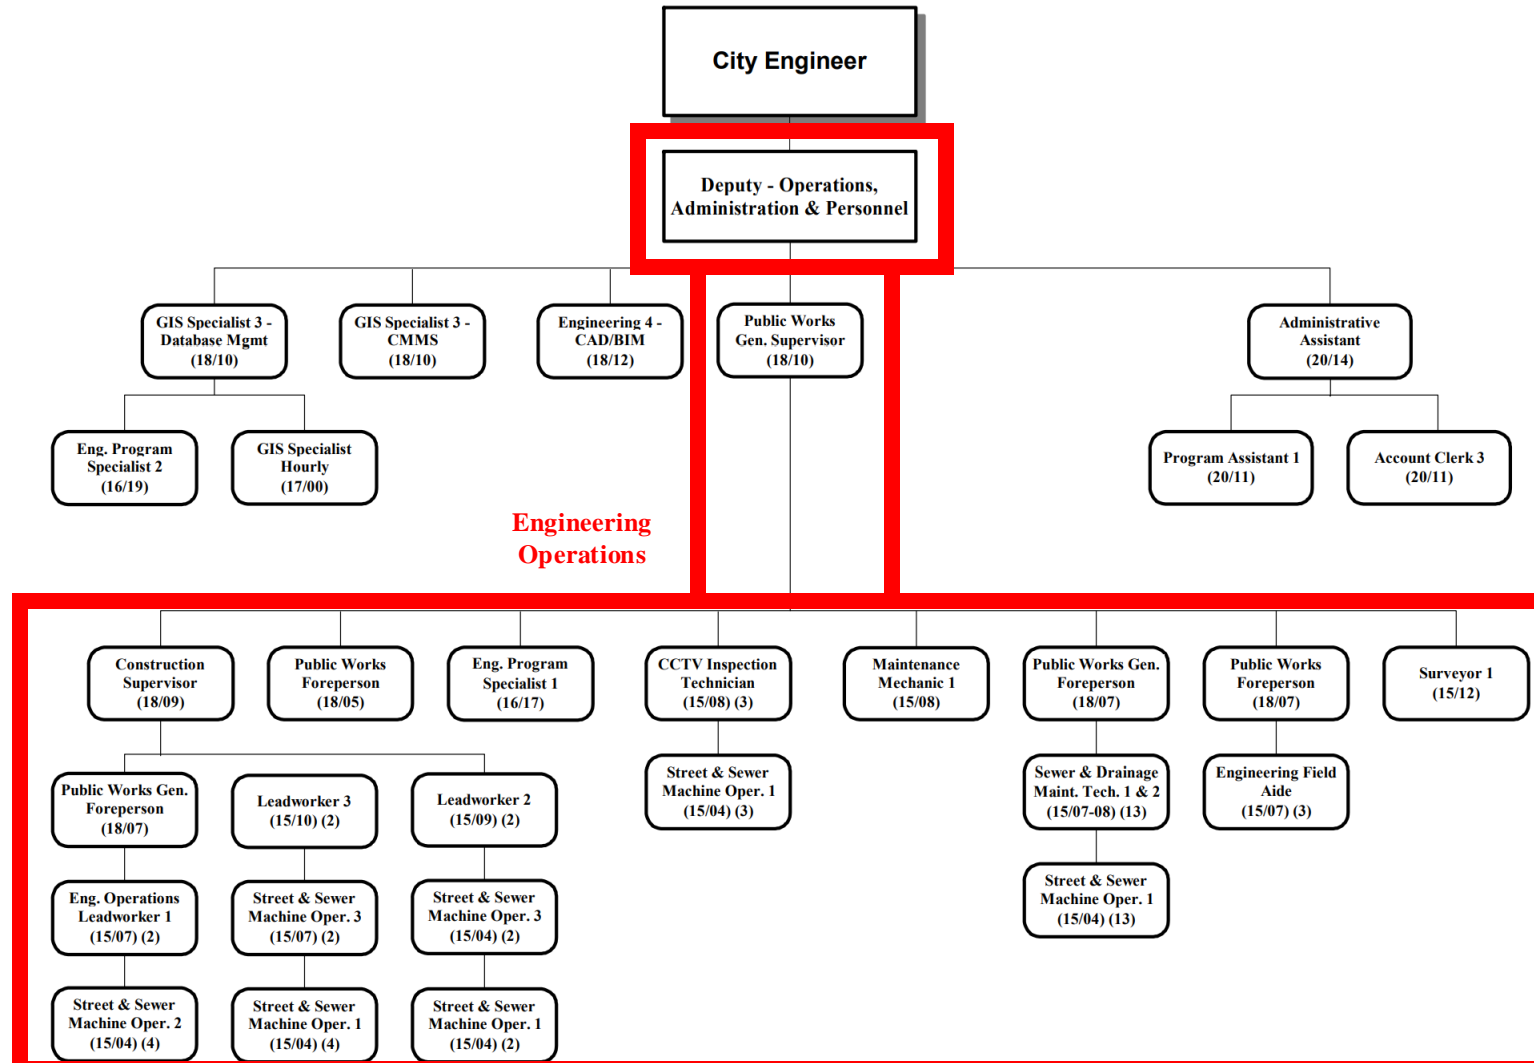 City Engineer
Deputy - Operations,
Administration & Personnel
GIS Specialist 3 -
Database Mgmt
(18/10)
GIS Specialist 3 -
CMMS
(18/10)
Engineering 4 -
CAD/BIM
(18/12)
Public Works
Gen. Supervisor
(18/10)
Administrative
Assistant
(20/14)
Eng. Program
Specialist 2
(16/19)
GIS Specialist
Hourly
(17/00)
Program Assistant 1
(20/11)
Account Clerk 3
(20/11)
Engineering
Operations
Construction
Supervisor
(18/09)
Public Works
Foreperson
(18/05)
Eng. Program
Specialist 1
(16/17)
CCTV Inspection
Technician
(15/08) (3)
Maintenance
Mechanic 1
(15/08)
Public Works Gen.
Foreperson
(18/07)
Public Works
Foreperson
(18/07)
Surveyor 1
(15/12)
Public Works Gen.
Foreperson
(18/07)
Leadworker 3
(15/10) (2)
Leadworker 2
(15/09) (2)
Street & Sewer
Machine Oper. 1
(15/04) (3)
Sewer & Drainage
Maint. Tech. 1 & 2
(15/07-08) (13)
Engineering Field
Aide
(15/07) (3)
Eng. Operations
Leadworker 1
(15/07) (2)
Street & Sewer
Machine Oper. 3
(15/07) (2)
Street & Sewer
Machine Oper. 3
(15/04) (2)
Street & Sewer
Machine Oper. 1
(15/04) (13)
Street & Sewer
Machine Oper. 2
(15/04) (4)
Street & Sewer
Machine Oper. 1
(15/04) (4)
Street & Sewer
Machine Oper. 1
(15/04) (2)